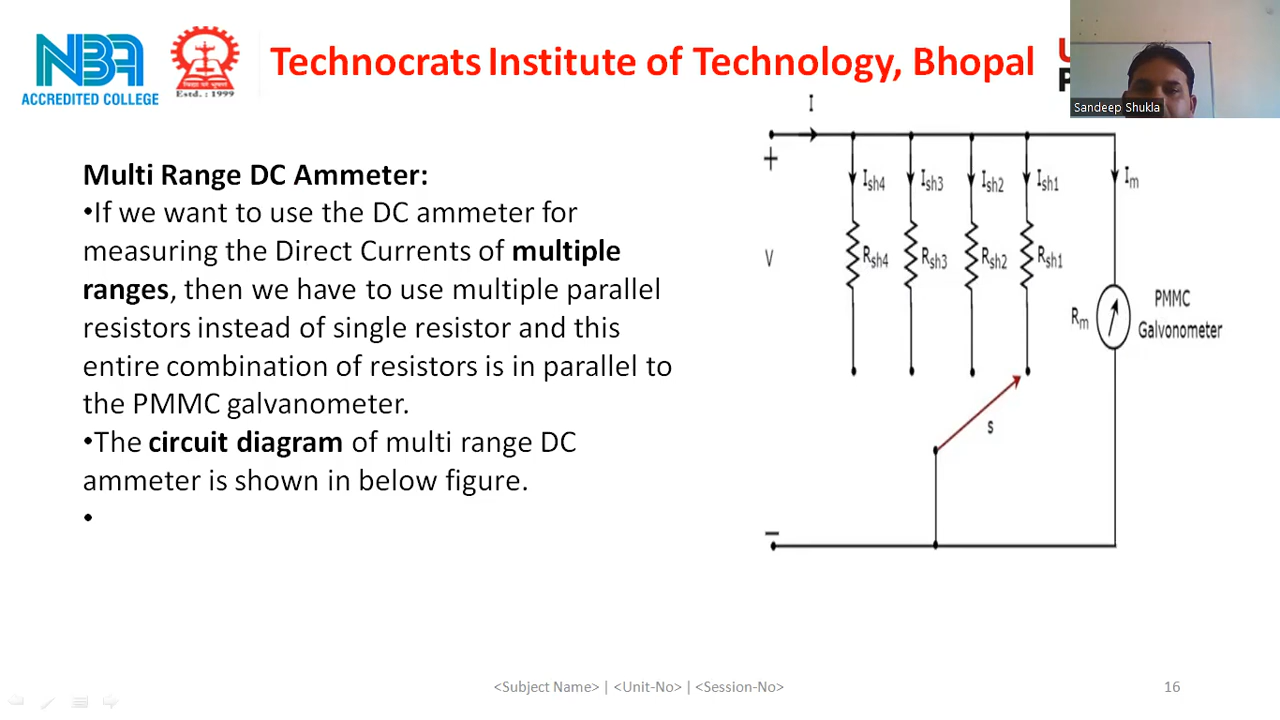 NBA
ACCREDITED COLLEGE
Estd. : 1999
Technocrats Institute of Technology, Bhopal
Sandeep Shukla
Multi Range DC Ammeter:
•If we want to use the DC ammeter for
measuring the Direct Currents of multiple
ranges, then we have to use multiple parallel
resistors instead of single resistor and this
entire combination of resistors is in parallel to
the PMMC galvanometer.
•The circuit diagram of multi range DC
ammeter is shown in below figure.
•
I
+
Ish4 Ish3 Ish2 Ish1 Im
V
Rsh4 Rsh3 Rsh2 Rsh1
Rm
PMMC
Galvonometer
s
−
<Subject Name> | <Unit-No> | <Session-No>
16